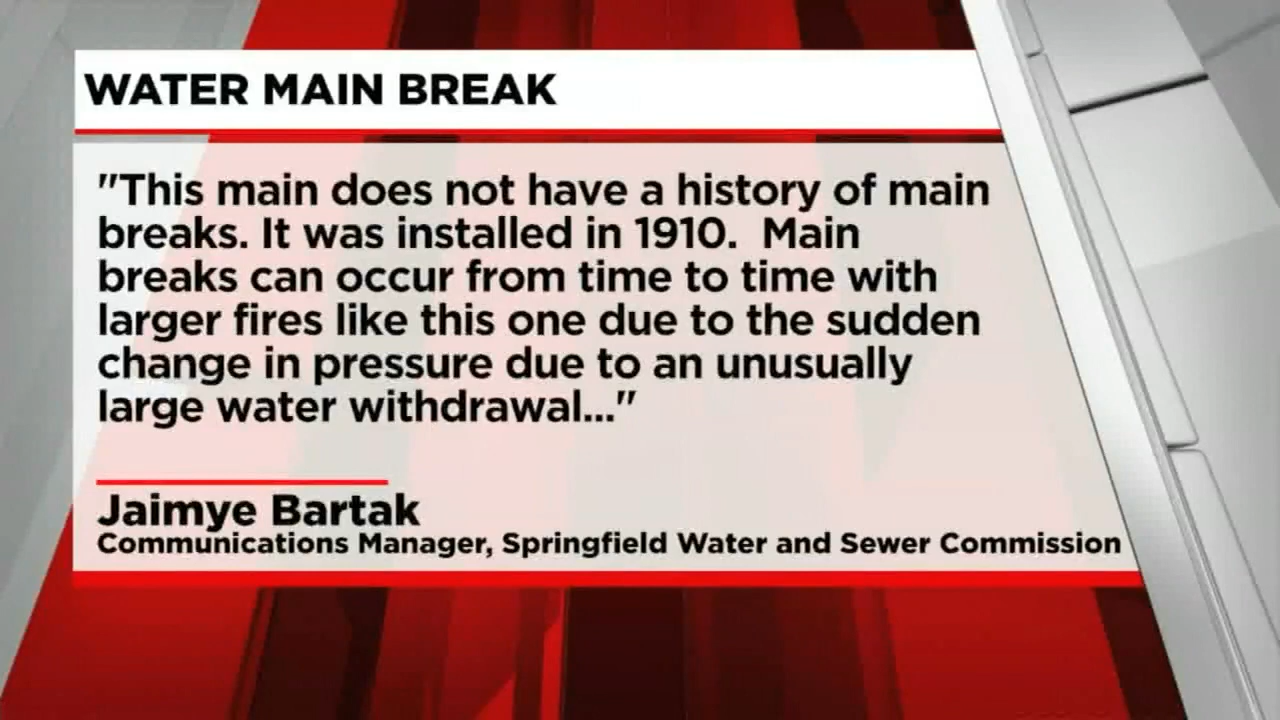 WATER MAIN BREAK
"This main does not have a history of main
breaks. It was installed in 1910.  Main
breaks can occur from time to time with
larger fires like this one due to the sudden
change in pressure due to an unusually
large water withdrawal..."
Jaimye Bartak
Communications Manager, Springfield Water and Sewer Commission